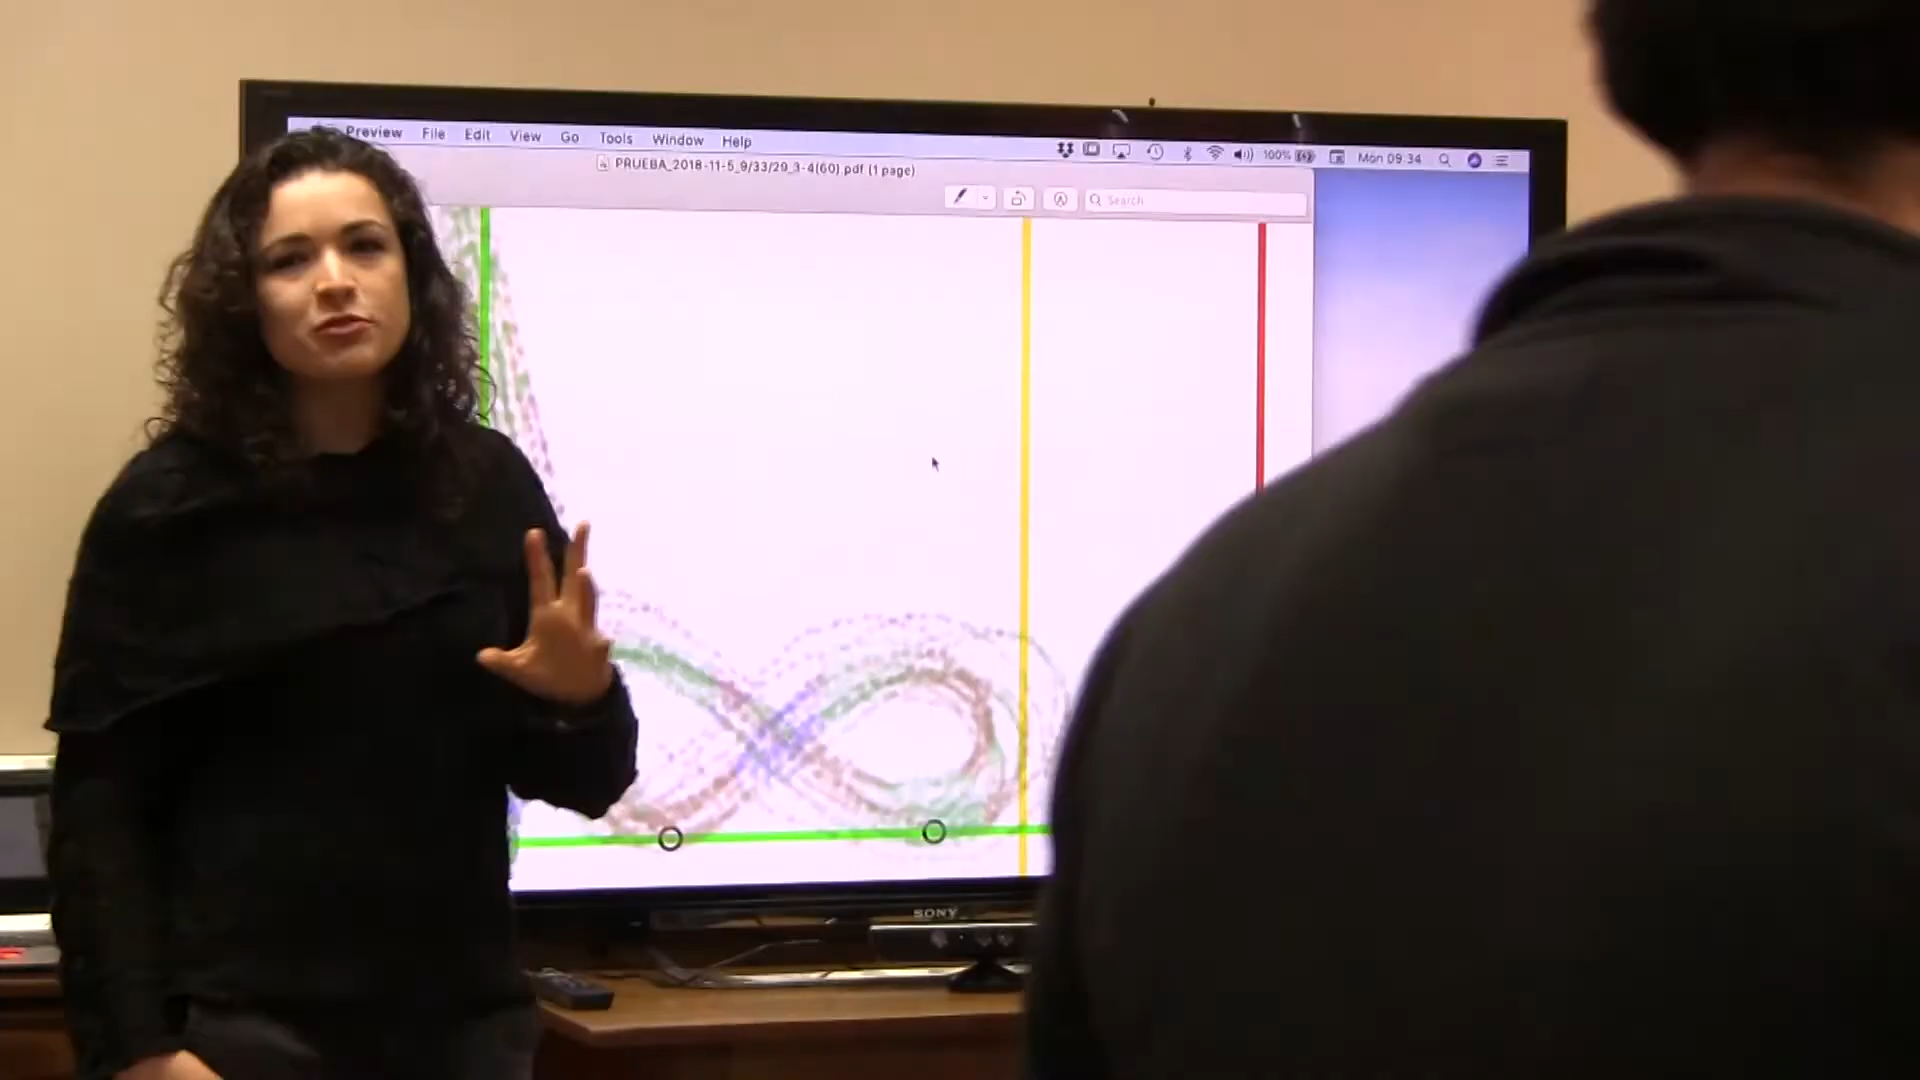 Preview File Edit View Go Tools Window Help
100% Mon 09:34
PRUEBA_2018-11-5_9/33/29_3-4(60).pdf (1 page)
Search
SONY